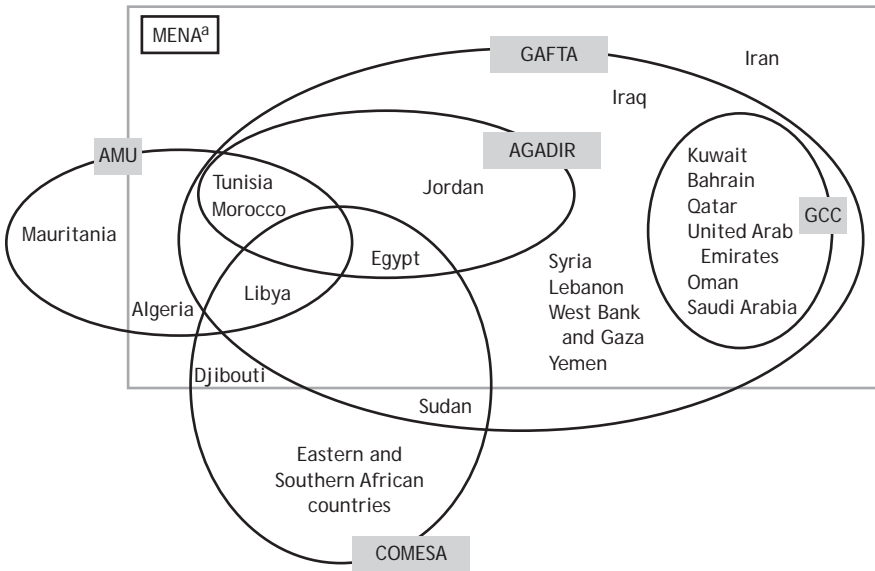 MENAa
GAFTA
Iran
Iraq
AMU
AGADIR
Kuwait
Bahrain
Qatar
United Arab
Emirates
Oman
Saudi Arabia
GCC
Tunisia
Morocco
Jordan
Mauritania
Egypt
Syria
Lebanon
West Bank
and Gaza
Yemen
Libya
Algeria
Djibouti
Sudan
Eastern and
Southern African
countries
COMESA